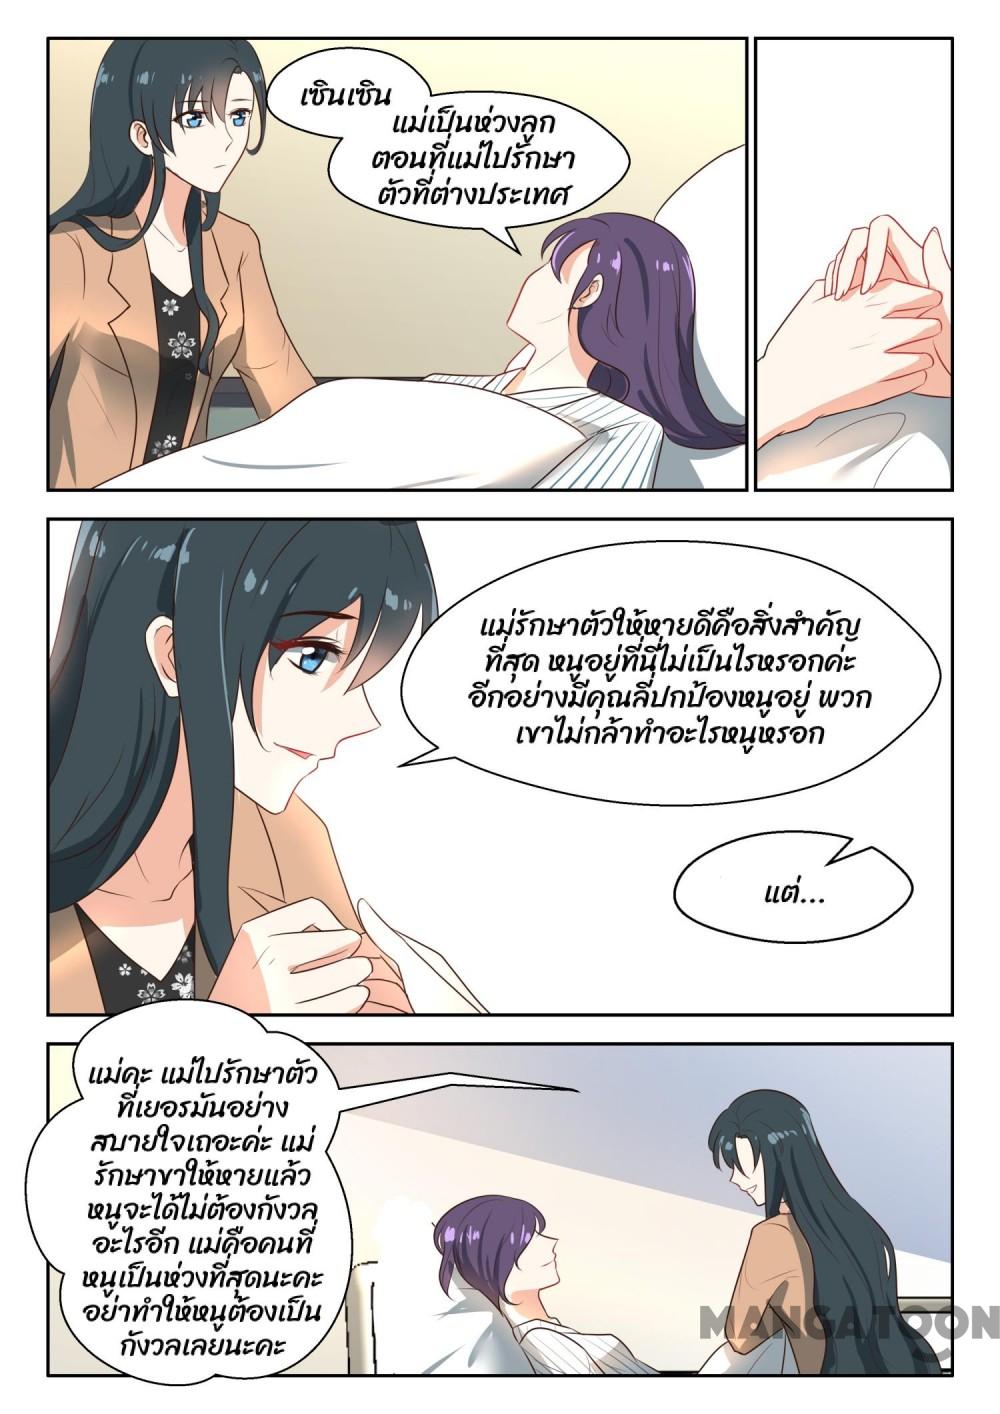 เซินเซิน
แม่เป็นห่วงลูก
ตอนที่แม่ไปรักษา
ตัวที่ต่างประเทศ
แม่รักษาตัวให้หายดีคือสิ่งสำคัญ
ที่สุด หนูอยู่ที่นี่ไม่เป็นไรหรอกค่ะ
อีกอย่างมีคุณลี่ปกป้องหนูอยู่ พวก
เขาไม่กล้าทำอะไรหนูหรอก
แต่...
แม่คะ แม่ไปรักษาตัว
ที่เยอรมันอย่าง
สบายใจเถอะค่ะ แม่
รักษาขาให้หายแล้ว
หนูจะได้ไม่ต้องกังวล
อะไรอีก แม่คือคนที่
หนูเป็นห่วงที่สุดนะคะ
อย่าทำให้หนูต้องเป็น
กังวลเลยนะคะ
MANGATOON